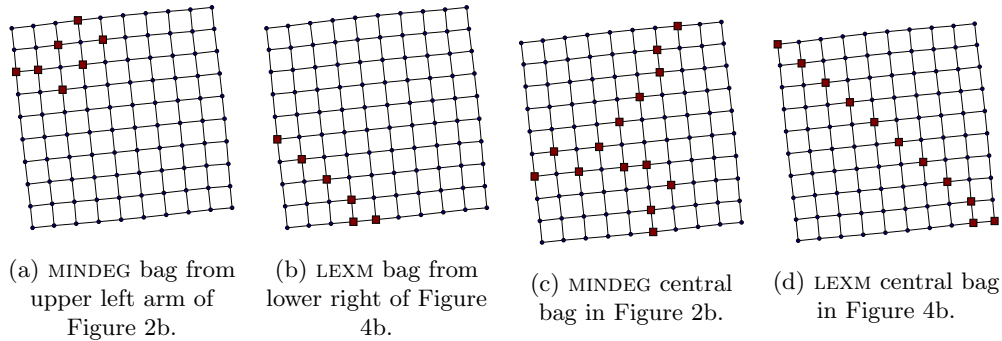 (a) MINDEG bag from
upper left arm of
Figure 2b.
(b) LEXM bag from
lower right of Figure
4b.
(c) MINDEG central
bag in Figure 2b.
(d) LEXM central bag
in Figure 4b.